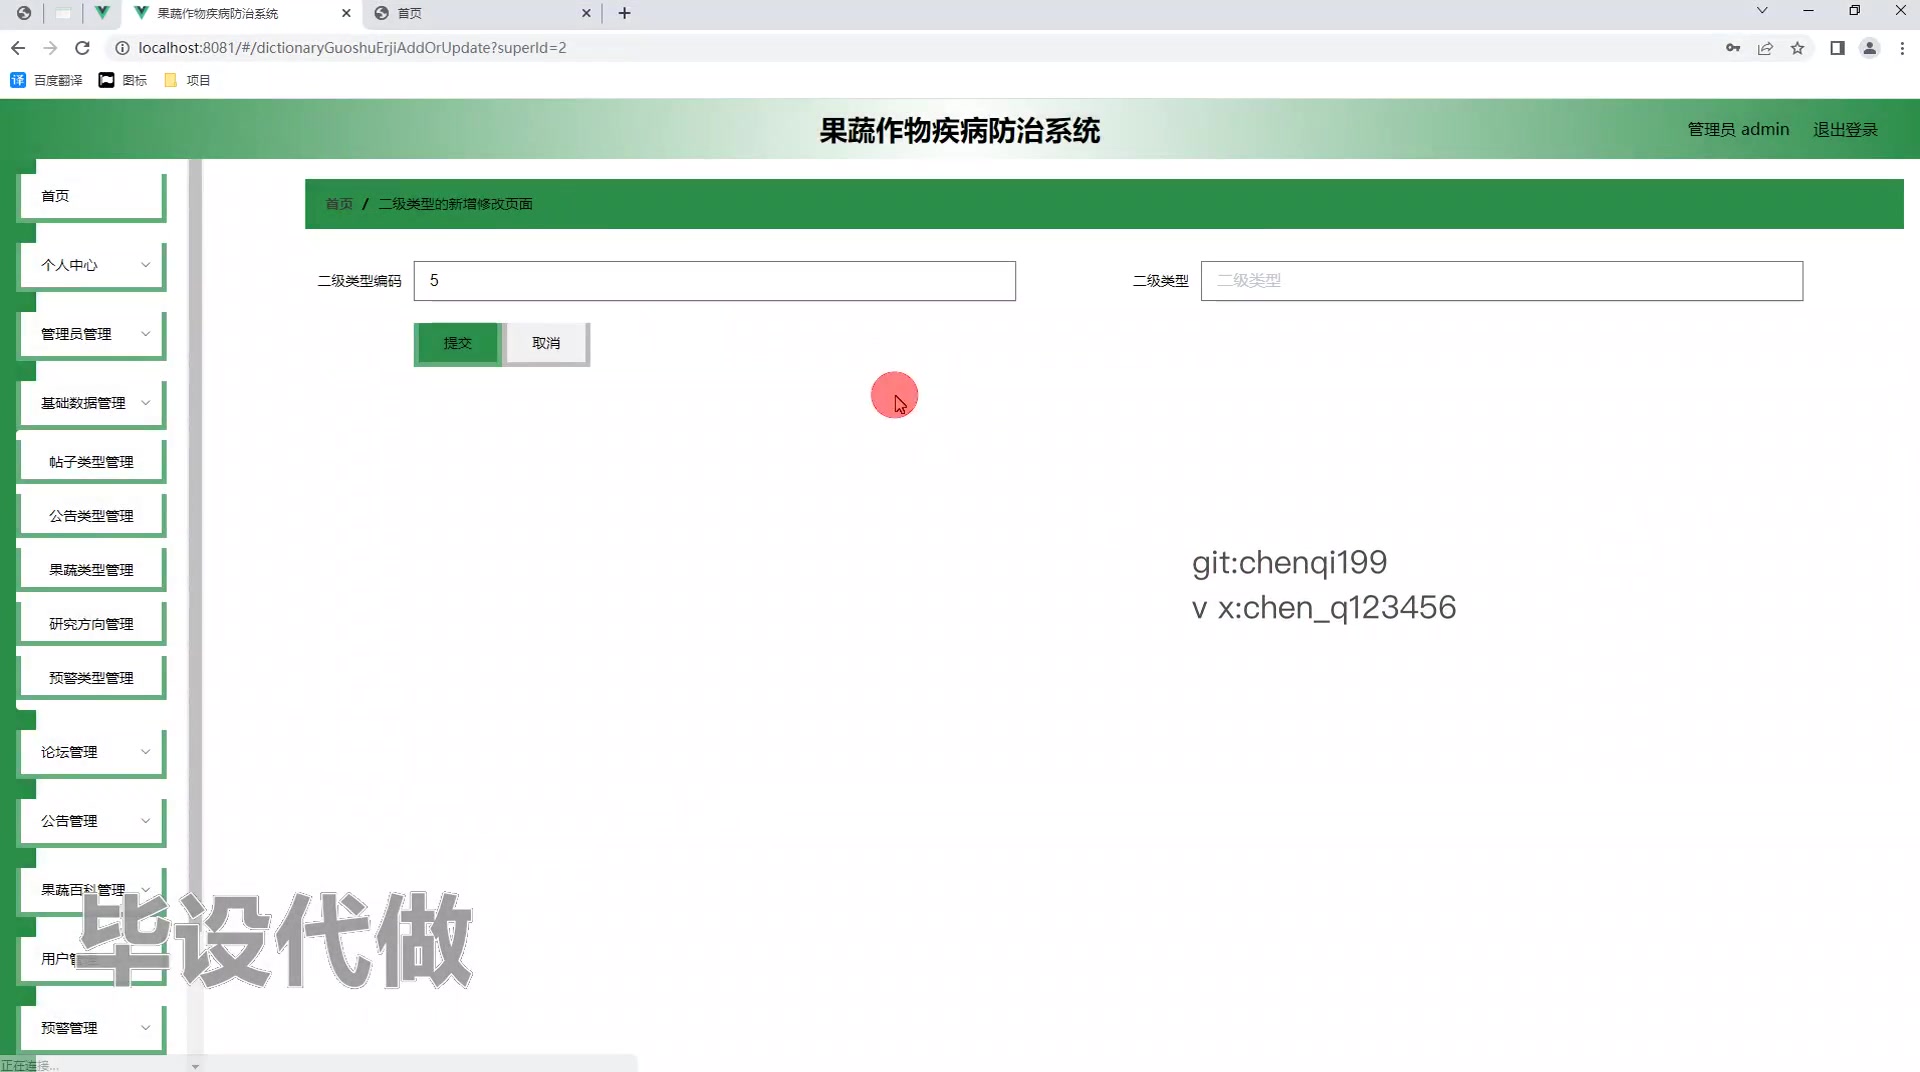 果蔬作物疾病防治系统
首页
localhost:8081/#/dictionaryGuoshuErjiAddOrUpdate?superId=2
百度翻译 图标 项目
果蔬作物疾病防治系统
管理员 admin 退出登录
首页
个人中心
管理员管理
基础数据管理
帖子类型管理
公告类型管理
果蔬类型管理
研究方向管理
预警类型管理
论坛管理
公告管理
果蔬百科管理
用户管理
预警管理
首页 / 二级类型的新增修改页面
二级类型编码 5
二级类型 二级类型
提交 取消
git:chenqi199
v x:chen_q123456
毕设代做
正在连接...